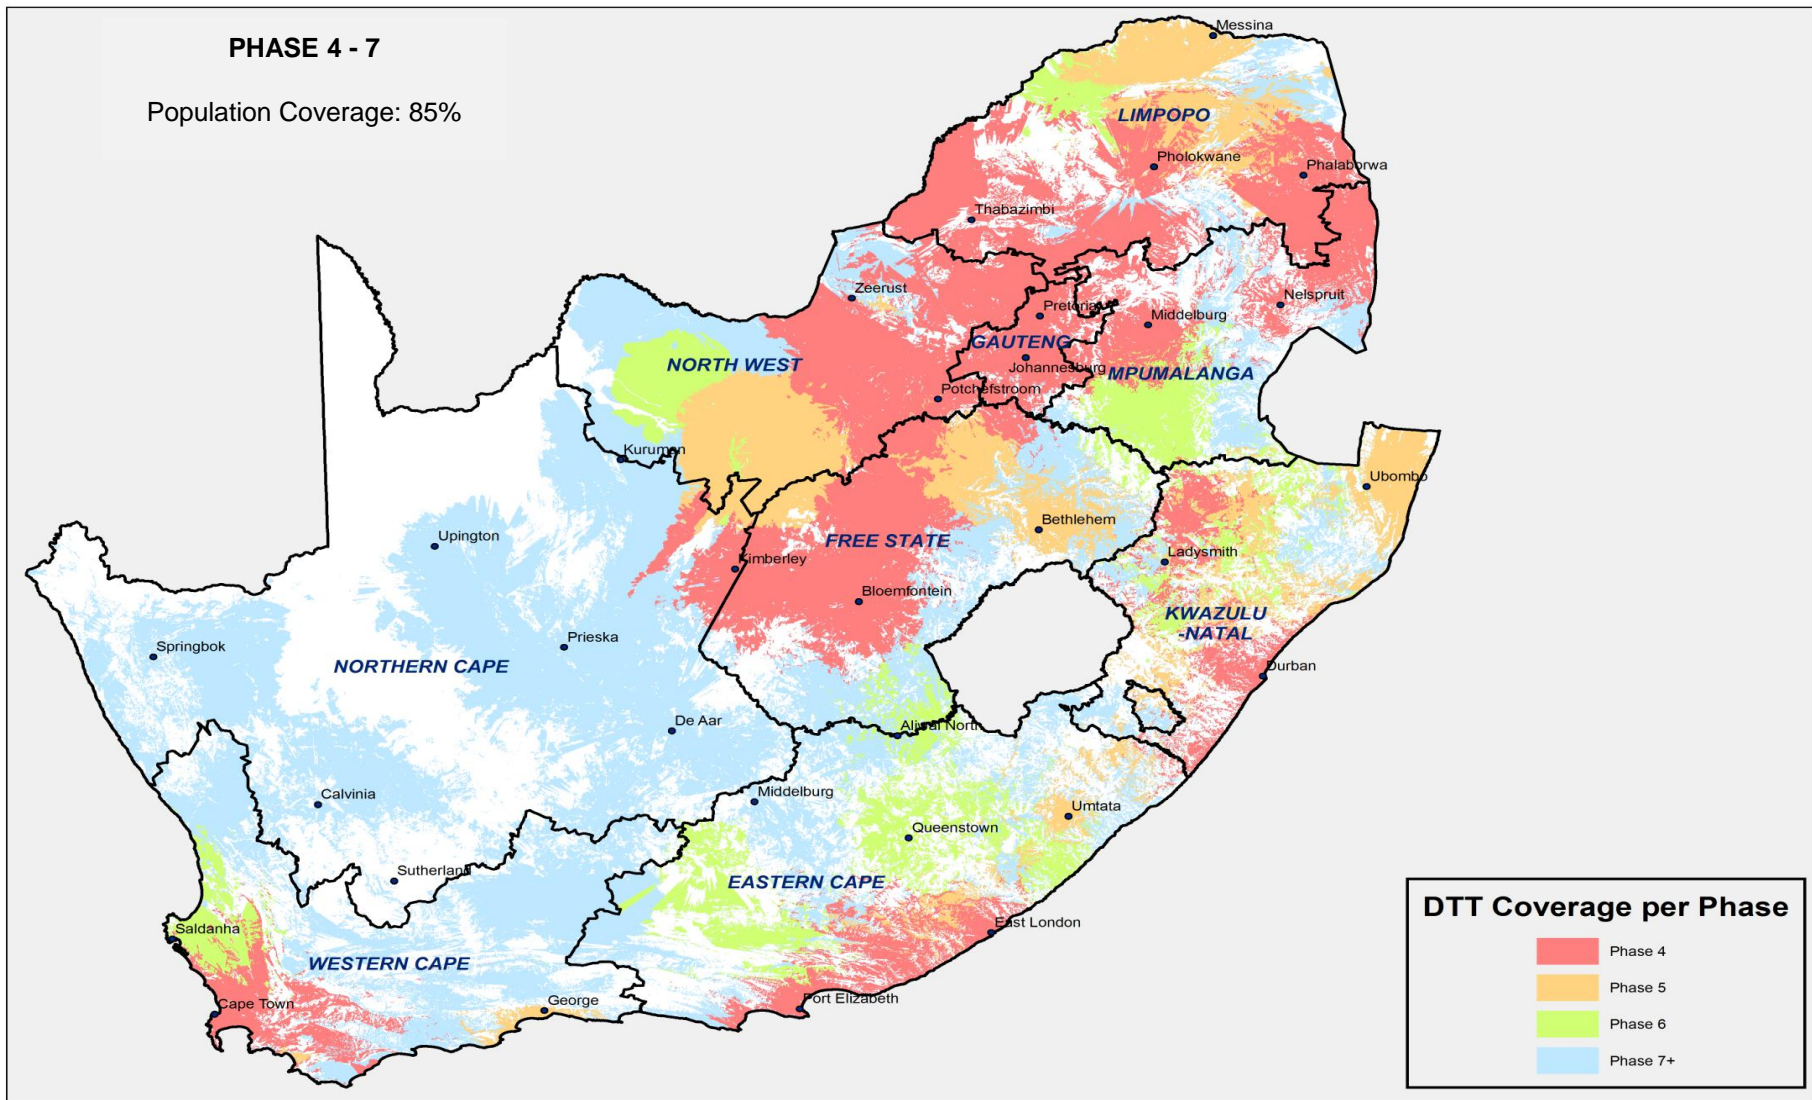 PHASE 4 - 7
Population Coverage: 85%
Messina
LIMPOPO
Pholokwane
Phalaborwa
Thabazimbi
Zeerust
Pretoria
Nelspruit
Middelburg
GAUTENG
NORTH WEST
Johannesburg
MPUMALANGA
Potchefstroom
Kuruman
Ubombo
Upington
Bethlehem
FREE STATE
Ladysmith
Kimberley
Bloemfontein
KWAZULU
-NATAL
Springbok
Prieska
NORTHERN CAPE
Durban
De Aar
Aliwal North
Calvinia
Middelburg
Umtata
Queenstown
Sutherland
EASTERN CAPE
Saldanha
East London
WESTERN CAPE
Cape Town
George
Port Elizabeth
DTT Coverage per Phase
Phase 4
Phase 5
Phase 6
Phase 7+